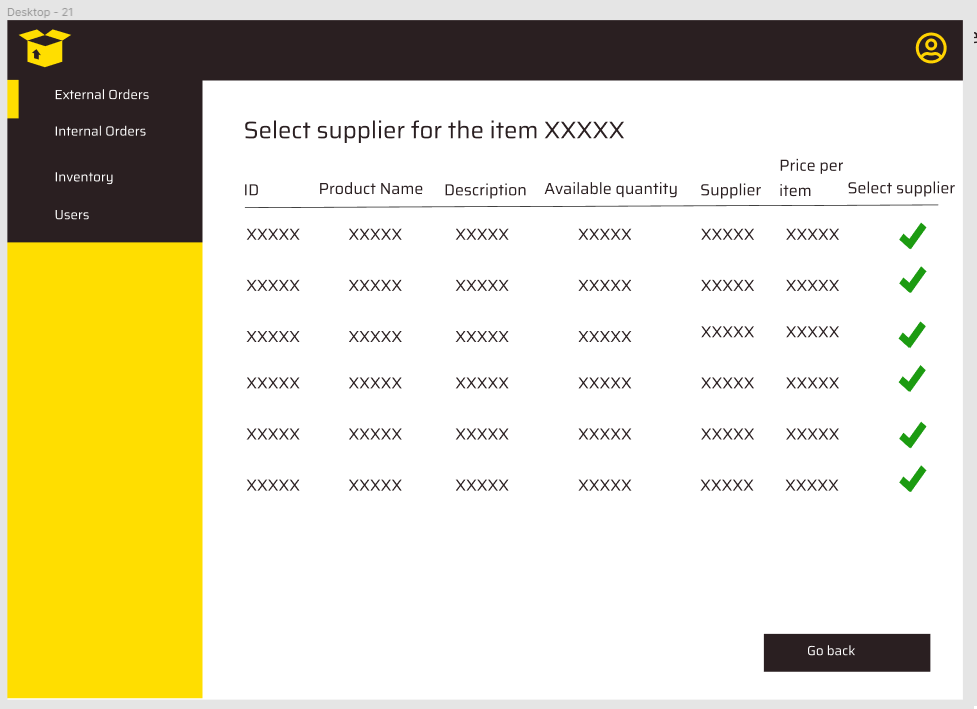 Desktop - 21
External Orders
Internal Orders
Inventory
Users
Select supplier for the item XXXXX
ID Product Name Description Available quantity Supplier Price per item Select supplier
XXXXX XXXXX XXXXX XXXXX XXXXX XXXXX
XXXXX XXXXX XXXXX XXXXX XXXXX XXXXX
XXXXX XXXXX XXXXX XXXXX XXXXX XXXXX
XXXXX XXXXX XXXXX XXXXX XXXXX XXXXX
XXXXX XXXXX XXXXX XXXXX XXXXX XXXXX
XXXXX XXXXX XXXXX XXXXX XXXXX XXXXX
Go back